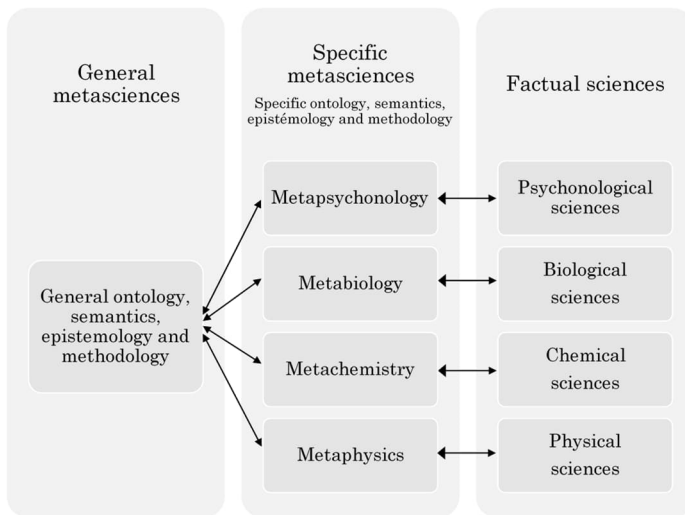 General
metasciences
General ontology,
semantics,
epistemology and
methodology
Specific
metasciences
Specific ontology, semantics,
epistémology and methodology
Metapsychonology
Metabiology
Metachemistry
Metaphysics
Factual sciences
Psychonological
sciences
Biological
sciences
Chemical
sciences
Physical
sciences